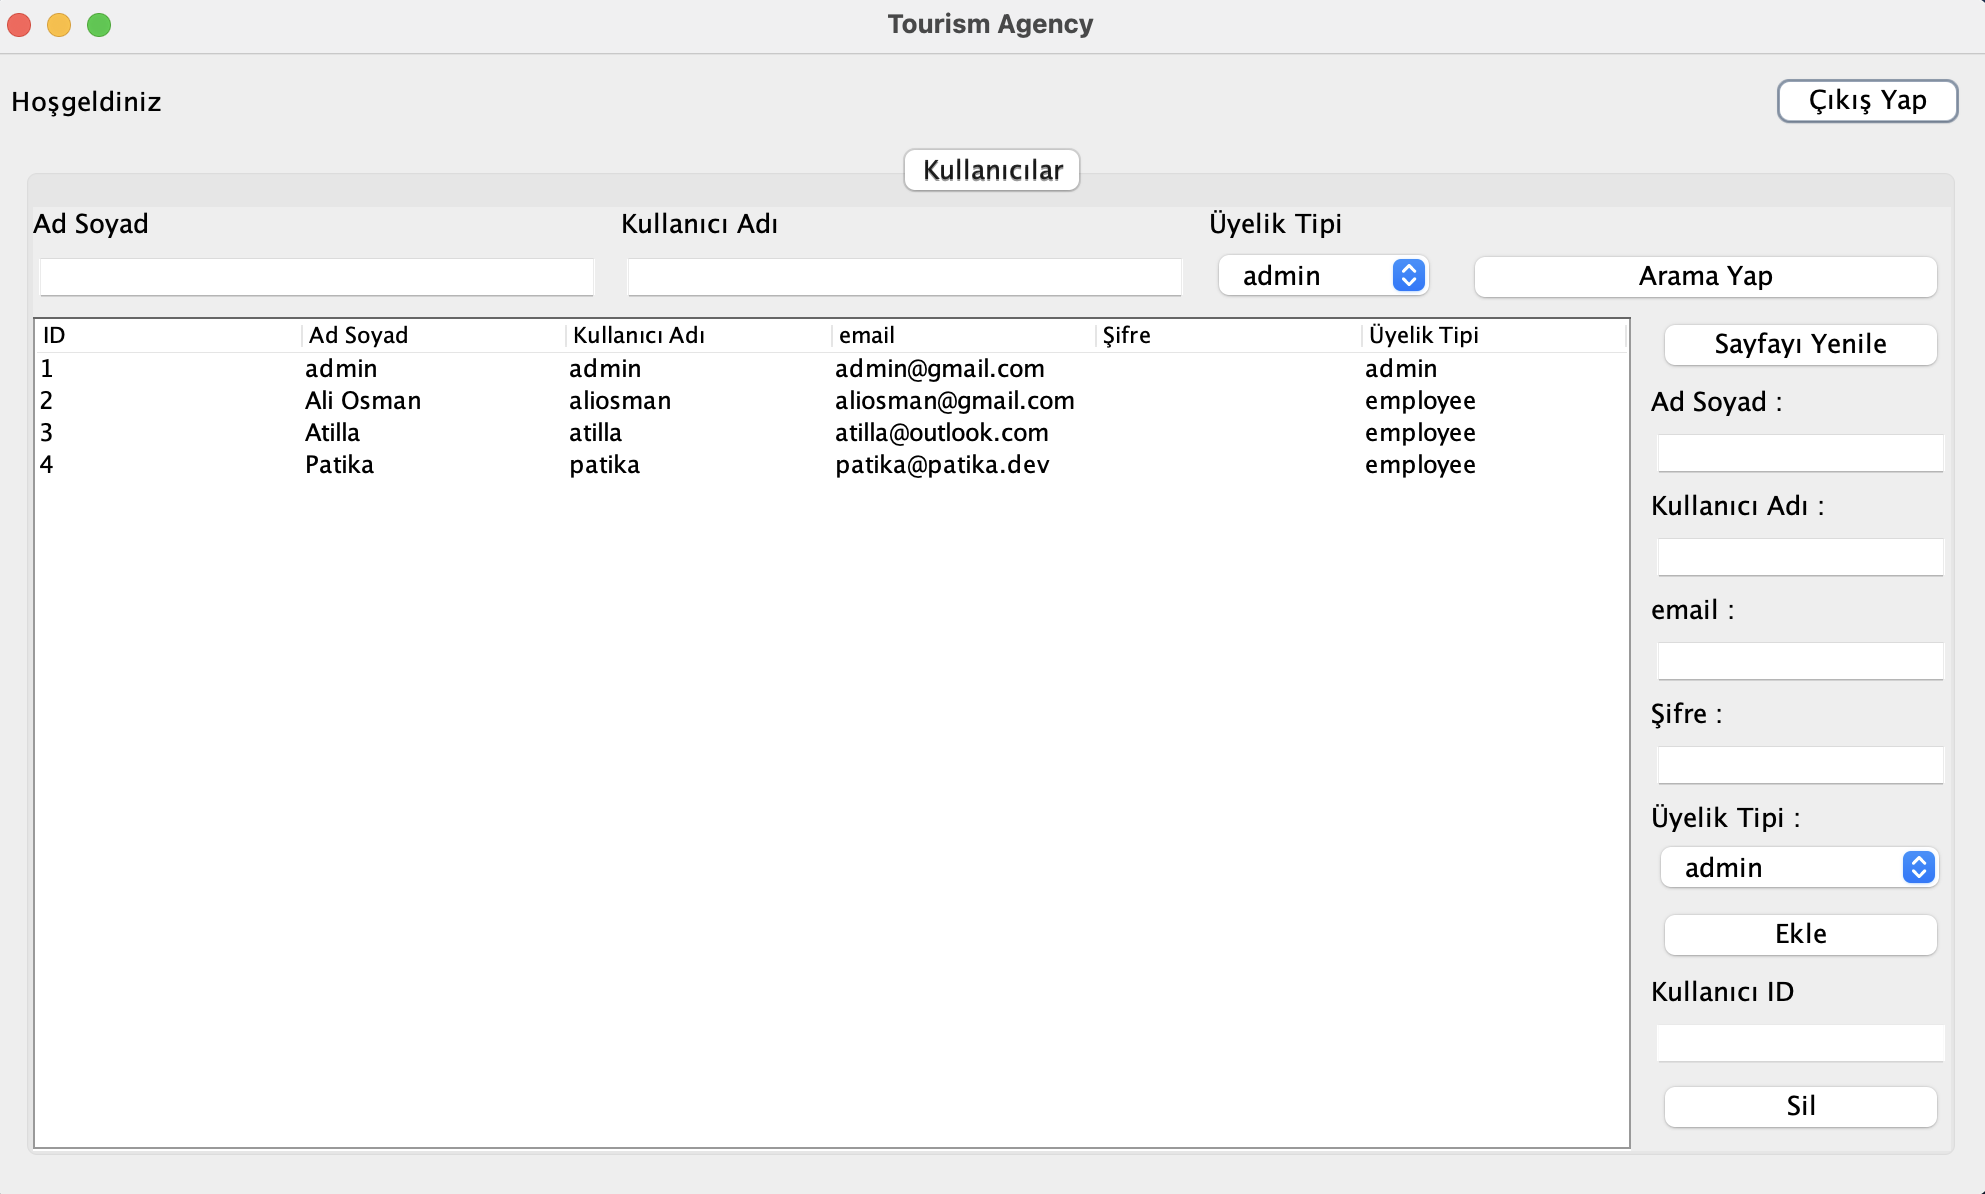 Tourism Agency
Hoşgeldiniz
Çıkış Yap
Kullanıcılar
Ad Soyad Kullanıcı Adı Üyelik Tipi
admin Arama Yap
ID Ad Soyad Kullanıcı Adı email Şifre Üyelik Tipi
1 admin admin admin@gmail.com admin
2 Ali Osman aliosman aliosman@gmail.com employee
3 Atilla atilla atilla@outlook.com employee
4 Patika patika patika@patika.dev employee
Sayfayı Yenile
Ad Soyad :
Kullanıcı Adı :
email :
Şifre :
Üyelik Tipi :
admin
Ekle
Kullanıcı ID
Sil